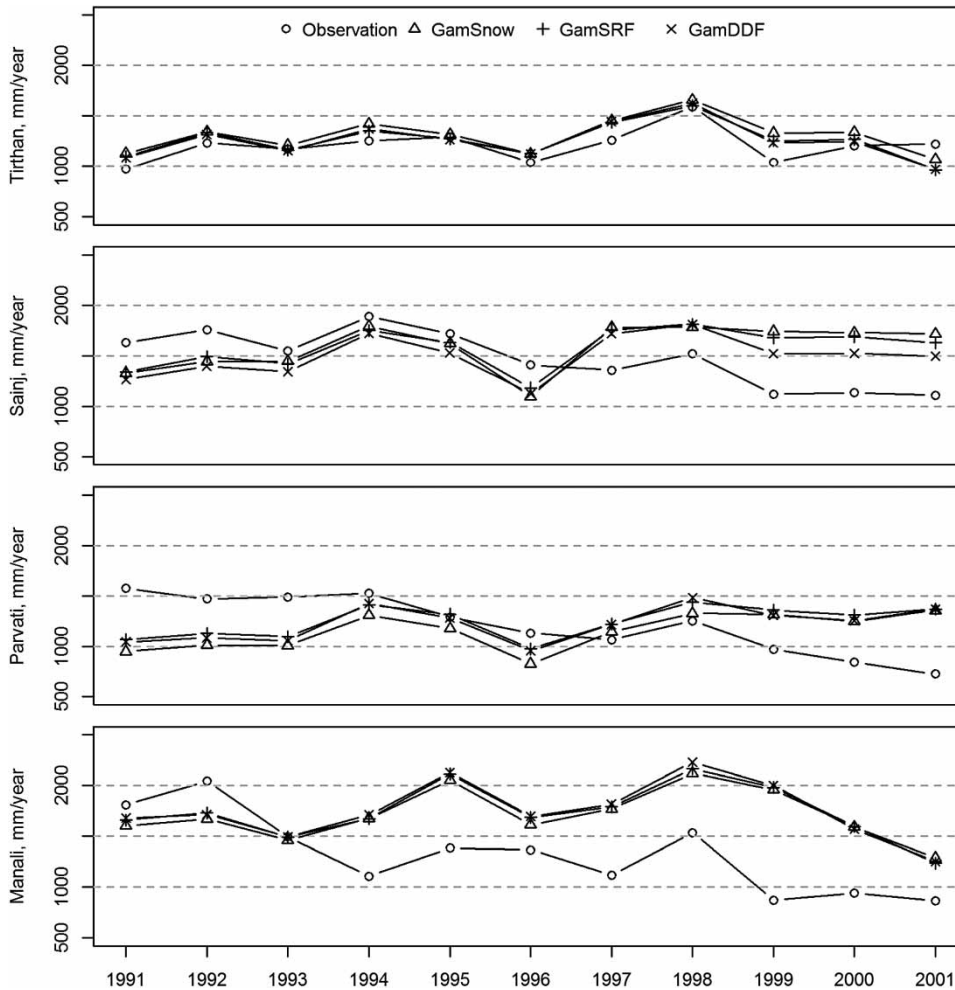 Observation GamSnow GamSRF GamDDF
Tirthan, mm/year
2000
1000
500
Sainj, mm/year
2000
1000
500
Parvati, mm/year
2000
1000
500
Manali, mm/year
2000
1000
500
1991 1992 1993 1994 1995 1996 1997 1998 1999 2000 2001